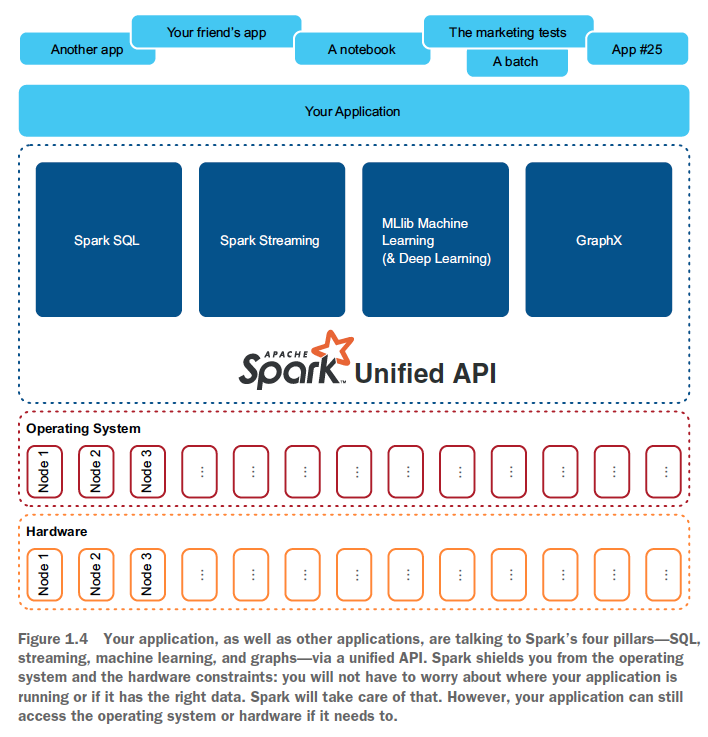 Your friend's app
The marketing tests
Another app
A notebook
A batch
App #25
Your Application
Spark SQL
Spark Streaming
MLlib Machine
Learning
(& Deep Learning)
GraphX
APACHE
Spark™ Unified API
Operating System
Node 1
Node 2
Node 3
...
...
...
...
...
...
...
...
...
...
Hardware
Node 1
Node 2
Node 3
...
...
...
...
...
...
...
...
...
...
Figure 1.4 Your application, as well as other applications, are talking to Spark's four pillars—SQL,
streaming, machine learning, and graphs—via a unified API. Spark shields you from the operating
system and the hardware constraints: you will not have to worry about where your application is
running or if it has the right data. Spark will take care of that. However, your application can still
access the operating system or hardware if it needs to.